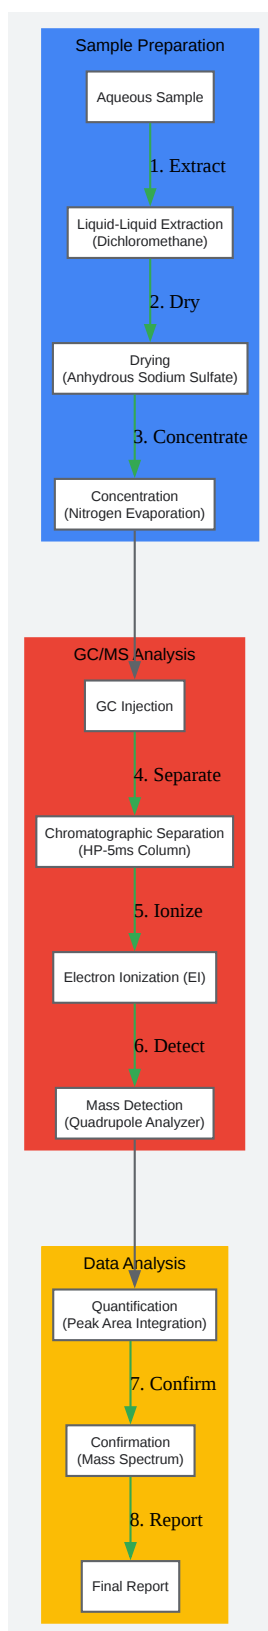 Sample Preparation
Aqueous Sample
1. Extract
Liquid-Liquid Extraction
(Dichloromethane)
2. Dry
Drying
(Anhydrous Sodium Sulfate)
3. Concentrate
Concentration
(Nitrogen Evaporation)
GC/MS Analysis
GC Injection
4. Separate
Chromatographic Separation
(HP-5ms Column)
5. Ionize
Electron Ionization (EI)
6. Detect
Mass Detection
(Quadrupole Analyzer)
Data Analysis
Quantification
(Peak Area Integration)
7. Confirm
Confirmation
(Mass Spectrum)
8. Report
Final Report